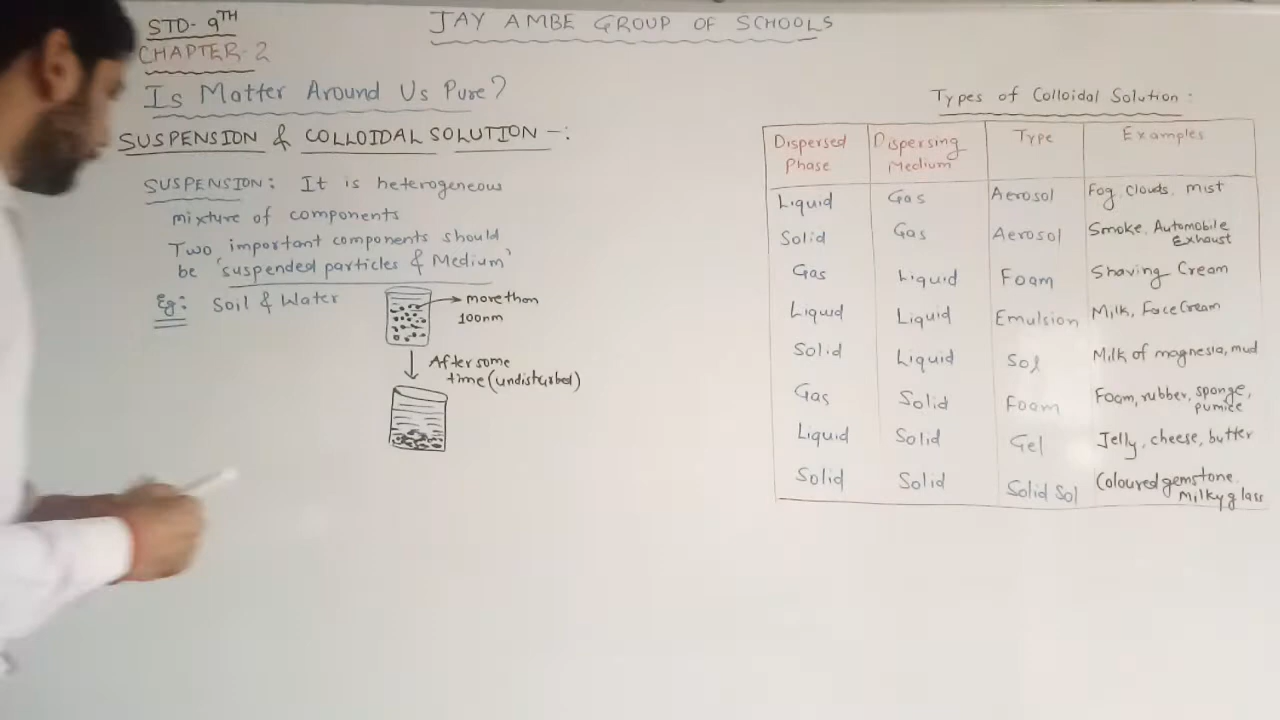 STD- 9TH
JAY AMBE GROUP OF SCHOOLS
CHAPTER-2
Is Matter Around Us Pure?
SUSPENSION & COLLOIDAL SOLUTION -:
SUSPENSION: It is heterogeneous
mixture of components
Two important components should
be 'suspended particles & Medium'
Eg: Soil & Water
more than
100nm
After some
time (undisturbed)
Types of Colloidal Solution:
Dispersed Phase Dispersing Medium Type Examples
Liquid Gas Aerosol Fog, clouds, mist
Solid Gas Aerosol Smoke, Automobile Exhaust
Gas Liquid Foam Shaving Cream
Liquid Liquid Emulsion Milk, Face Cream
Solid Liquid Sol Milk of magnesia, mud
Gas Solid Foam Foam, rubber, sponge, pumice
Liquid Solid Gel Jelly, cheese, butter
Solid Solid Solid Sol Coloured gemstone, Milky glass